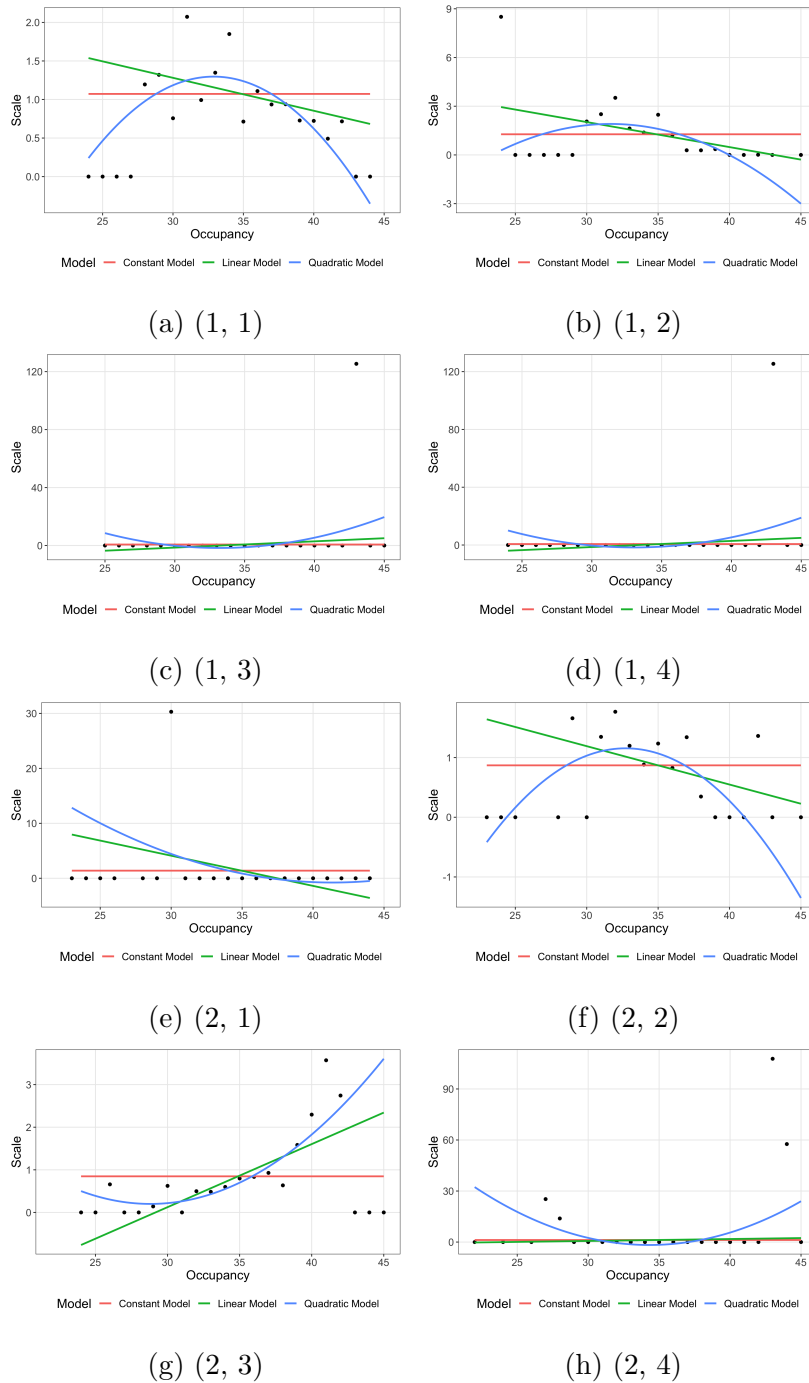 2.0
1.5
1.0
0.5
0.0
Scale
25 30 35 40 45
Occupancy
Model Constant Model Linear Model Quadratic Model
(a) (1, 1)
9
6
3
0
-3
Scale
25 30 35 40 45
Occupancy
Model Constant Model Linear Model Quadratic Model
(b) (1, 2)
120
80
40
0
Scale
25 30 35 40 45
Occupancy
Model Constant Model Linear Model Quadratic Model
(c) (1, 3)
120
80
40
0
Scale
25 30 35 40 45
Occupancy
Model Constant Model Linear Model Quadratic Model
(d) (1, 4)
30
20
10
0
Scale
25 30 35 40 45
Occupancy
Model Constant Model Linear Model Quadratic Model
(e) (2, 1)
1
0
-1
Scale
25 30 35 40 45
Occupancy
Model Constant Model Linear Model Quadratic Model
(f) (2, 2)
3
2
1
0
Scale
25 30 35 40 45
Occupancy
Model Constant Model Linear Model Quadratic Model
(g) (2, 3)
90
60
30
0
Scale
25 30 35 40 45
Occupancy
Model Constant Model Linear Model Quadratic Model
(h) (2, 4)